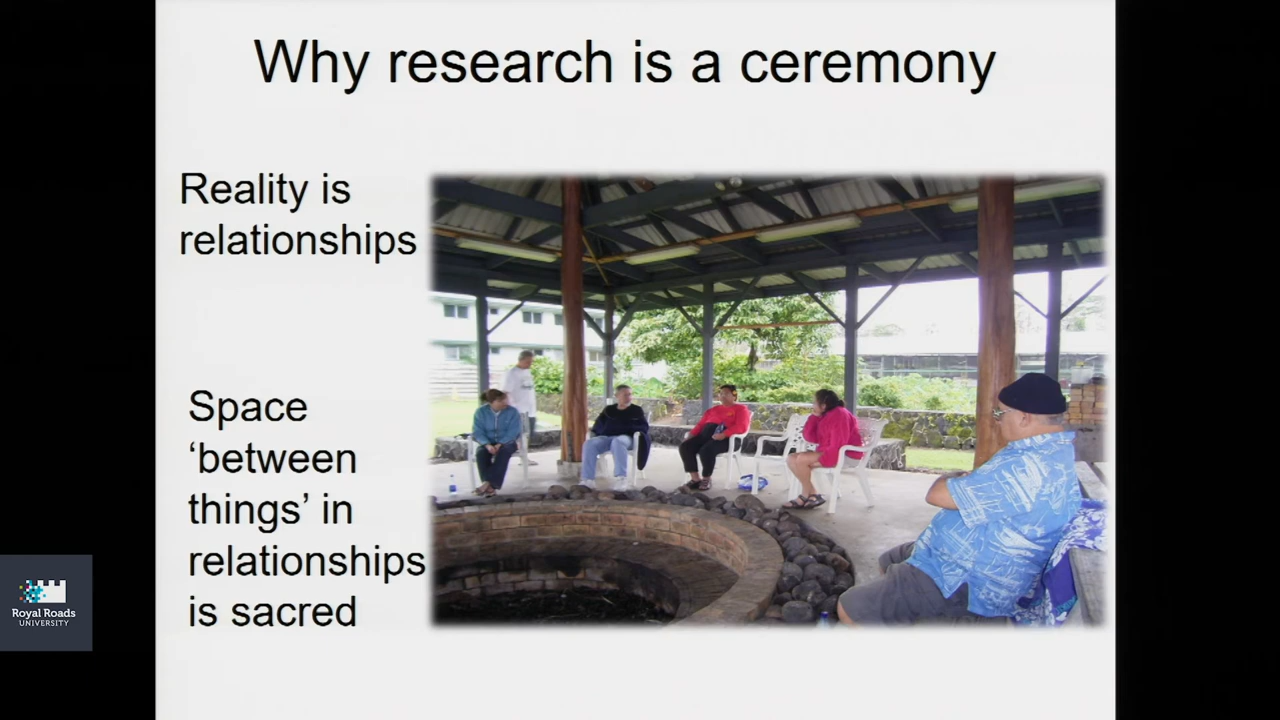 Why research is a ceremony
Reality is
relationships
Space
‘between
things’ in
relationships
is sacred
Royal Roads
UNIVERSITY